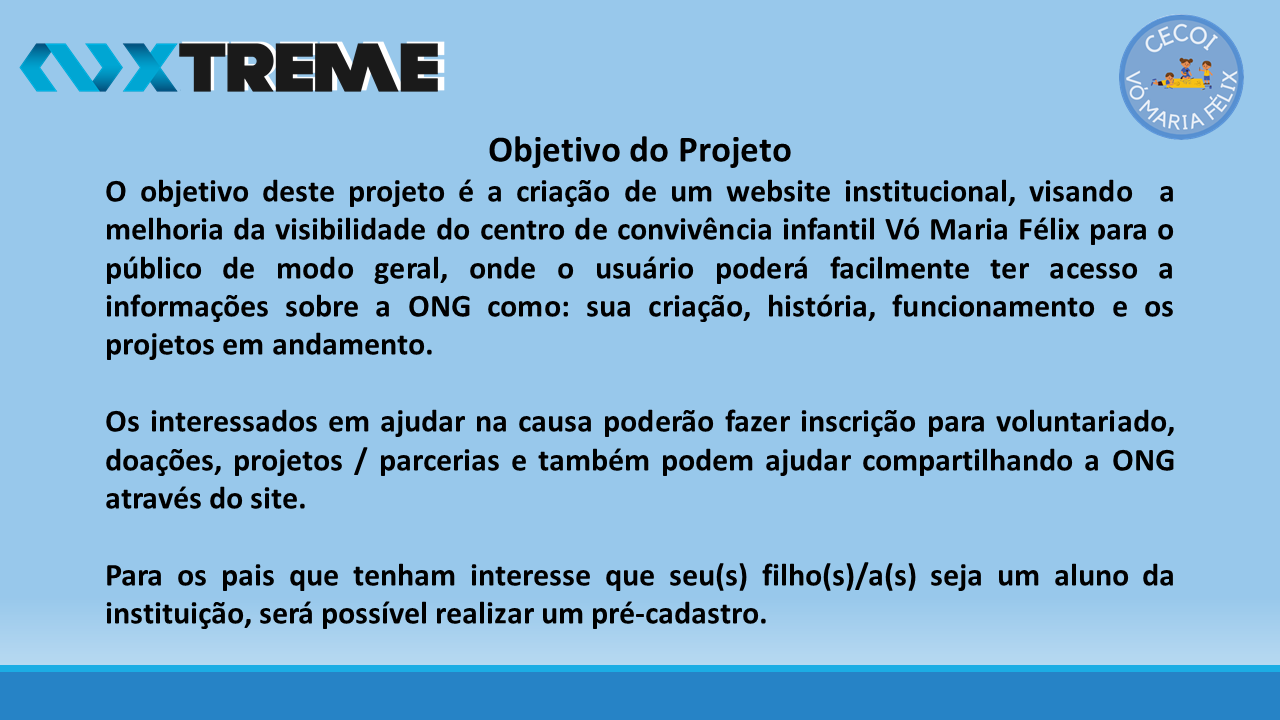 XTREME
CECOI
VÓ MARIA FÉLIX
Objetivo do Projeto
O objetivo deste projeto é a criação de um website institucional, visando a
melhoria da visibilidade do centro de convivência infantil Vó Maria Félix para o
público de modo geral, onde o usuário poderá facilmente ter acesso a
informações sobre a ONG como: sua criação, história, funcionamento e os
projetos em andamento.
Os interessados em ajudar na causa poderão fazer inscrição para voluntariado,
doações, projetos / parcerias e também podem ajudar compartilhando a ONG
através do site.
Para os pais que tenham interesse que seu(s) filho(s)/a(s) seja um aluno da
instituição, será possível realizar um pré-cadastro.